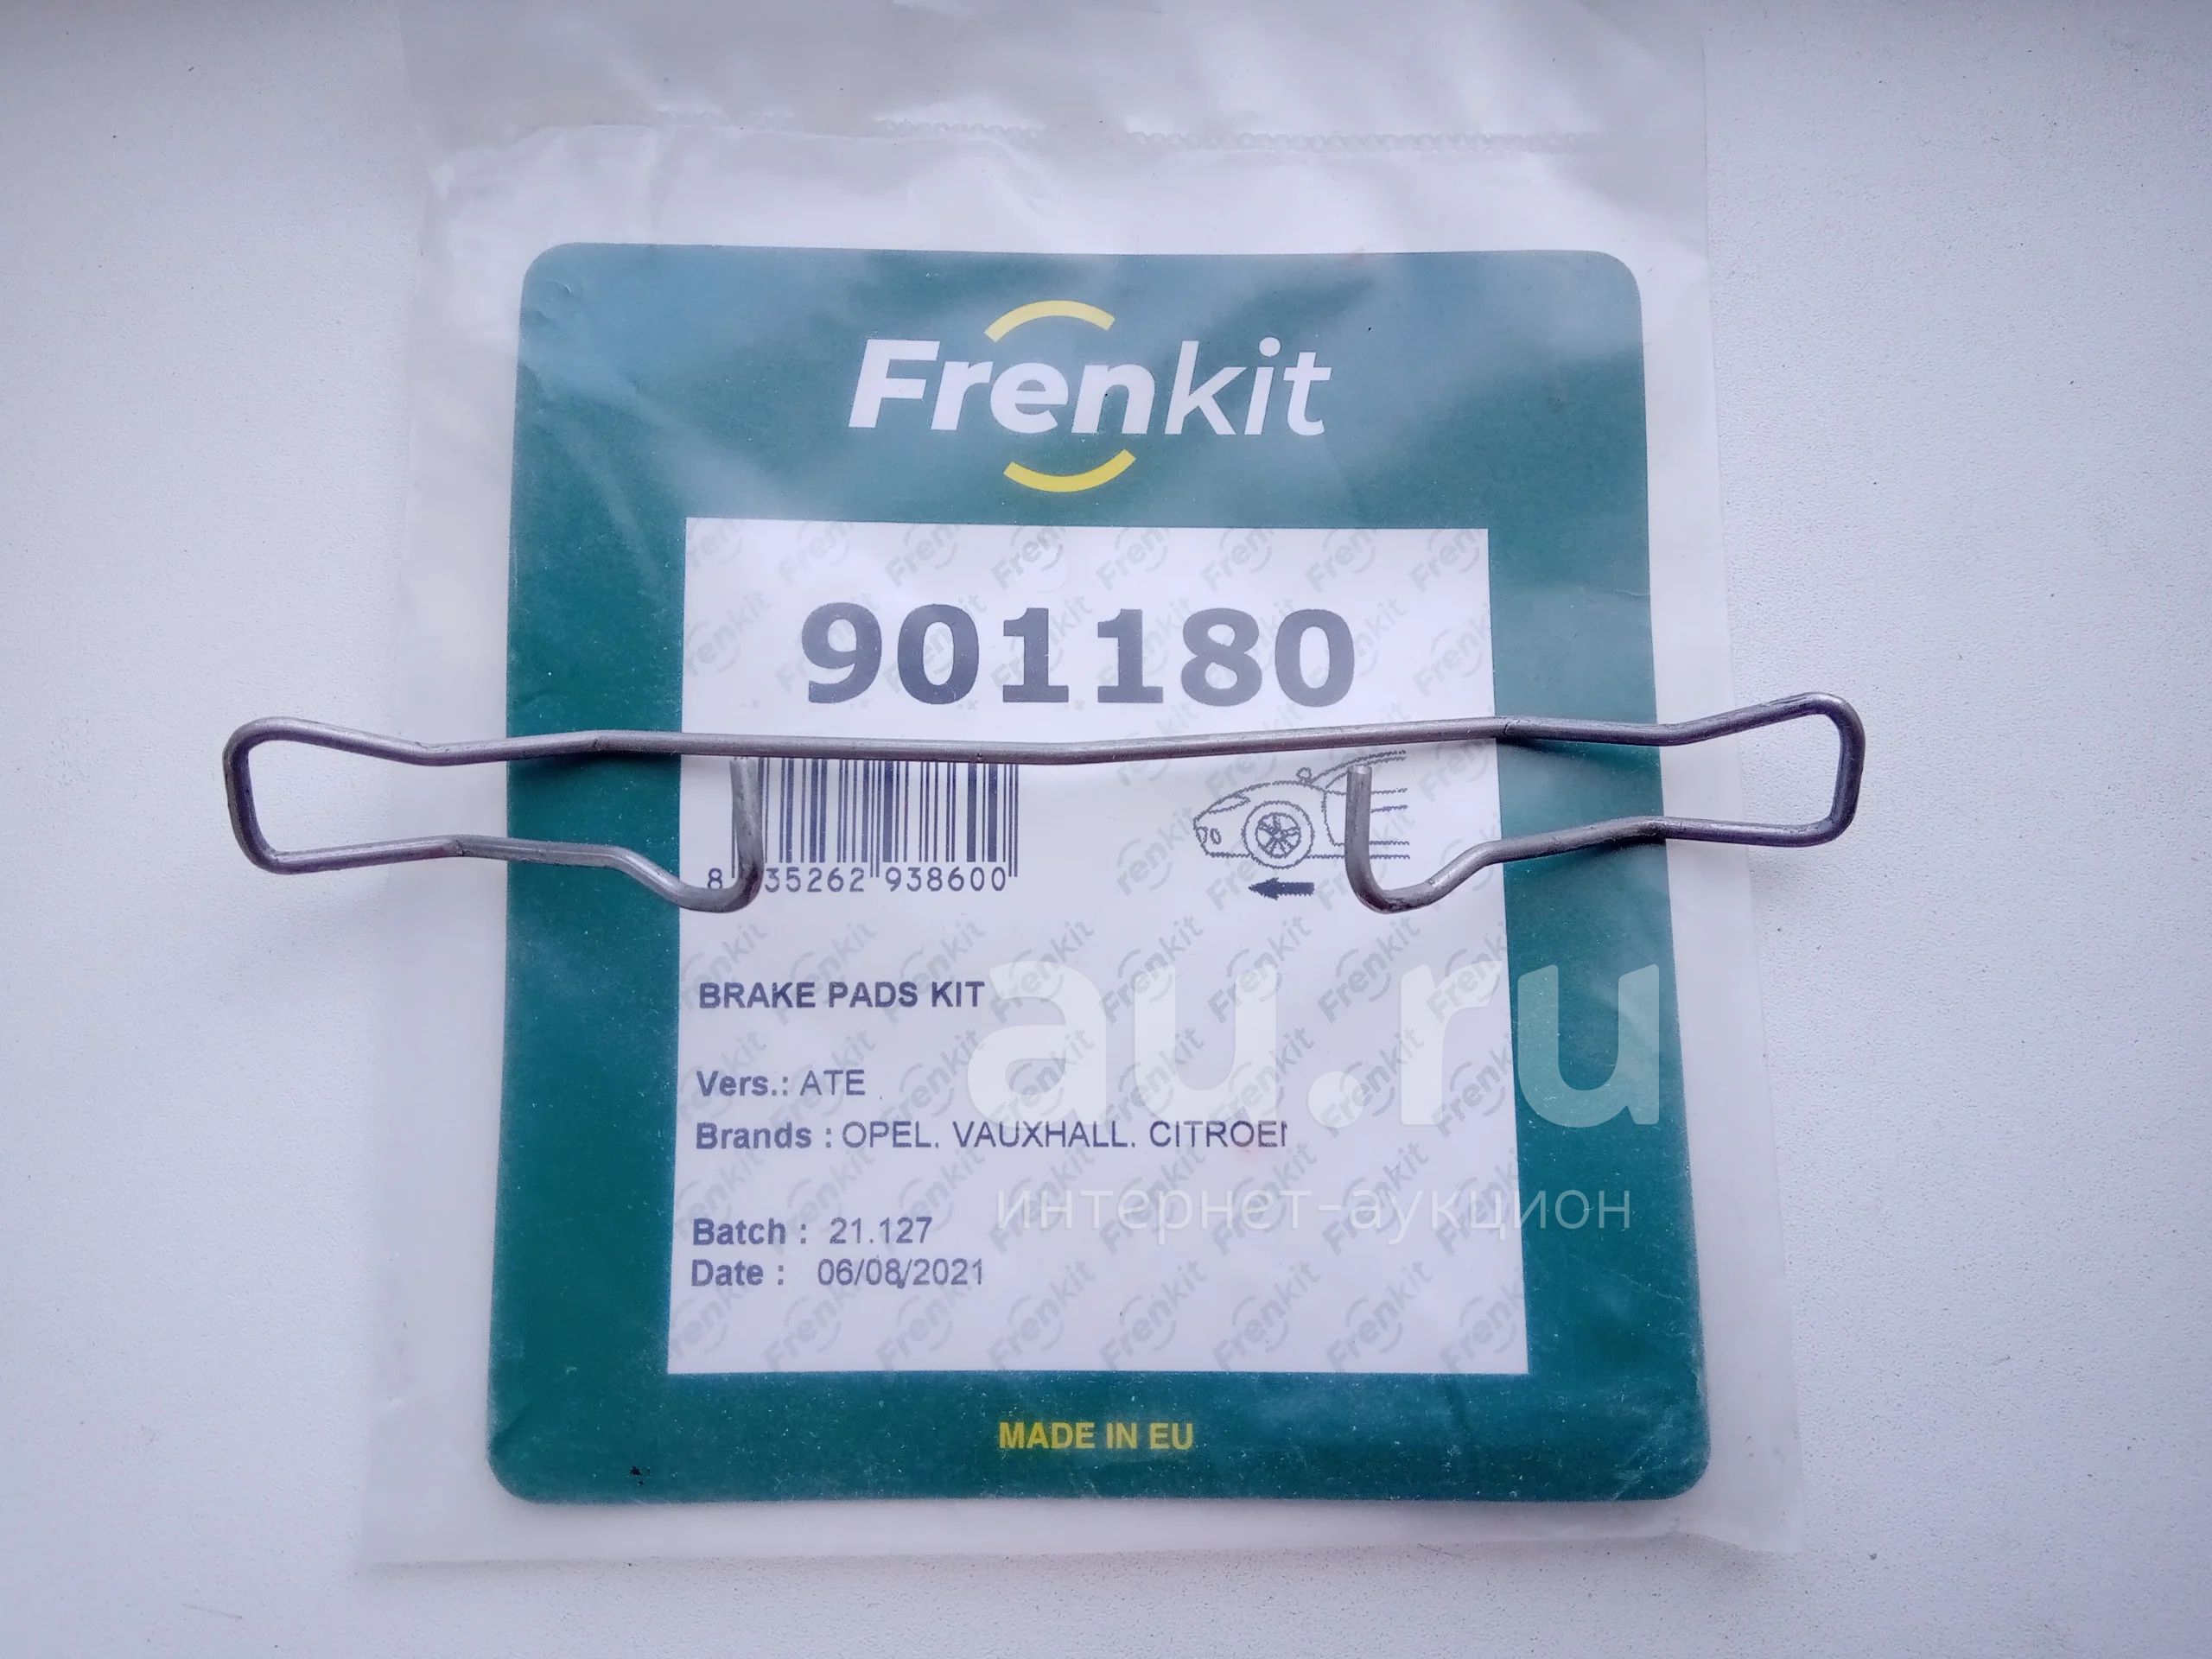 Frenkit
901180
8 35262 938600
BRAKE PADS KIT
au.ru
Vers.: ATE
Brands : OPEL, VAUXHALL, CITROE
интернет-аукцион
Batch : 21.127
Date : 06/08/2021
MADE IN EU